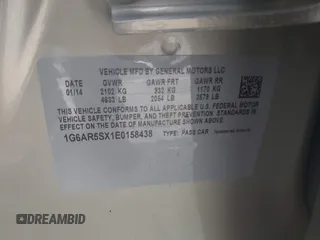 VEHICLE MFD BY GENERAL MOTORS LLC
DATE GVWR GAWR FRT GAWR RR
01/14 2102 KG 932 KG 1170 KG
4633 LB 2054 LB 2579 LB
THIS VEHICLE CONFORMS TO ALL APPLICABLE U.S. FEDERAL MOTOR
VEHICLE SAFETY, BUMPER, AND THEFT PREVENTION STANDARDS
IN EFFECT ON THE DATE OF MANUFACTURE SHOWN ABOVE.
1G6AR5SX1E0158438 TYPE: PASS CAR
DREAMBID